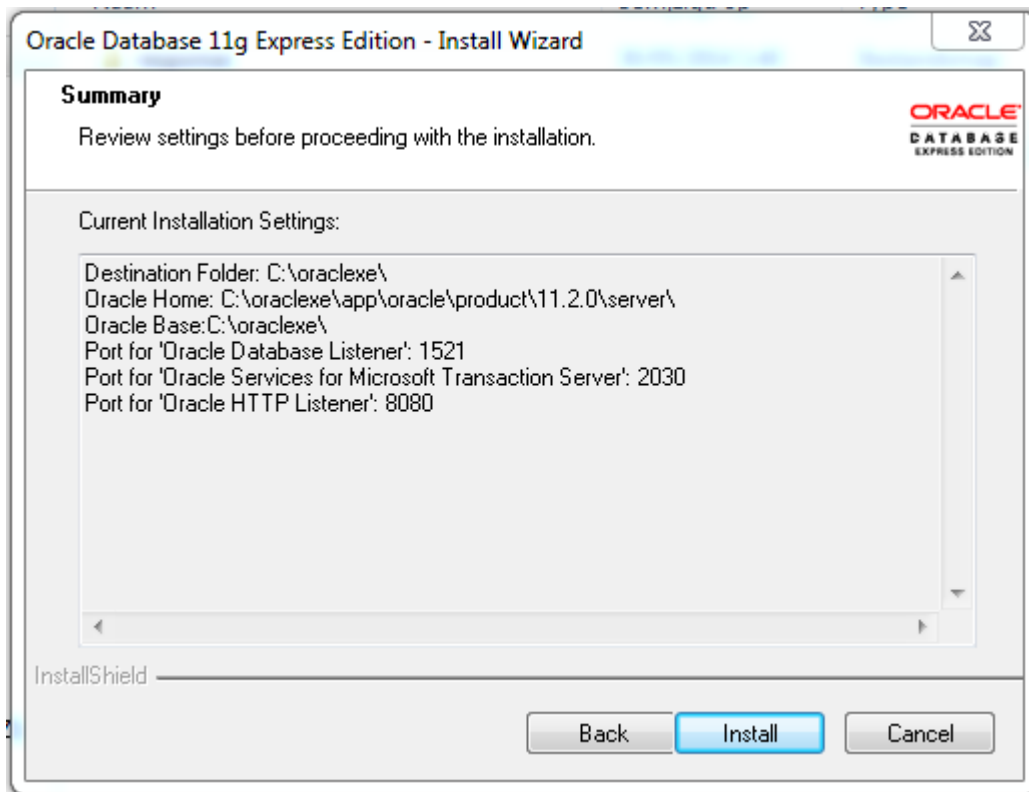 Oracle Database 11g Express Edition - Install Wizard
Summary
Review settings before proceeding with the installation.
ORACLE
DATABASE
EXPRESS EDITION
Current Installation Settings:
Destination Folder: C:\oraclexe\
Oracle Home: C:\oraclexe\app\oracle\product\11.2.0\server\
Oracle Base:C:\oraclexe\
Port for 'Oracle Database Listener': 1521
Port for 'Oracle Services for Microsoft Transaction Server': 2030
Port for 'Oracle HTTP Listener': 8080
InstallShield
Back Install Cancel